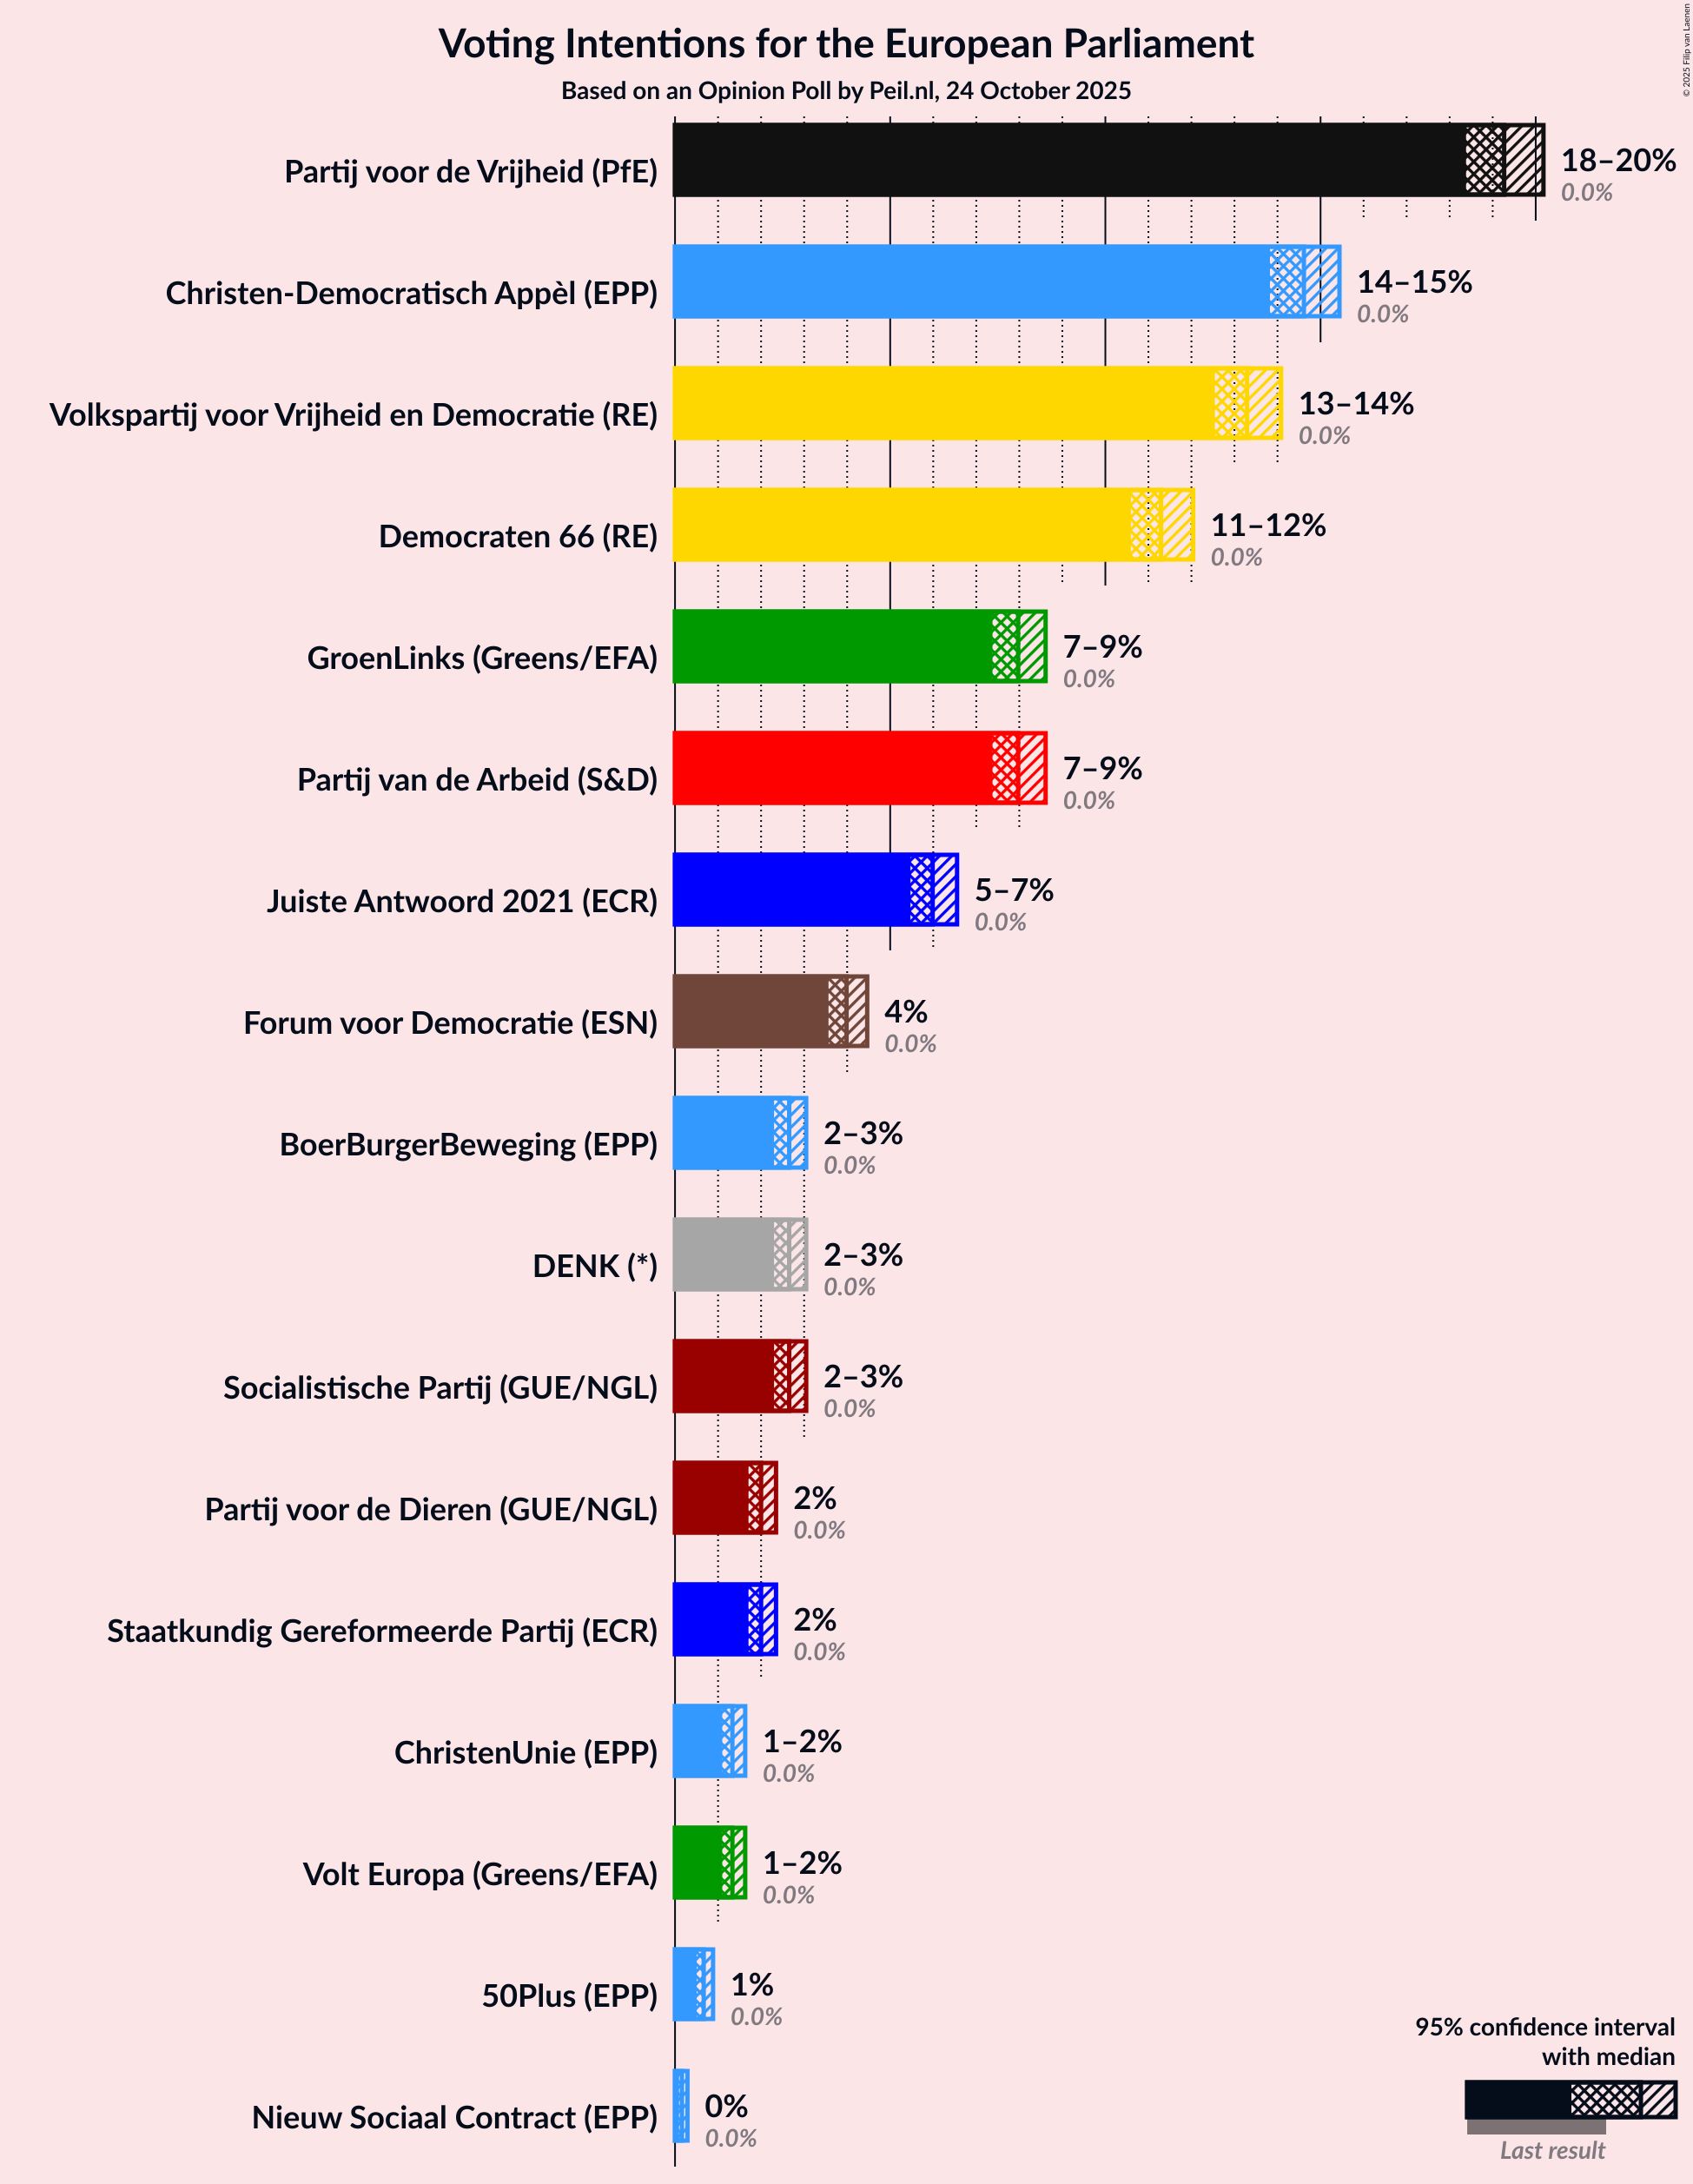 Voting Intentions for the European Parliament
Based on an Opinion Poll by Peil.nl, 24 October 2025
© 2025 Filip van Laenen
Partij voor de Vrijheid (PfE)
18–20%
0.0%
Christen-Democratisch Appèl (EPP)
14–15%
0.0%
Volkspartij voor Vrijheid en Democratie (RE)
13–14%
0.0%
Democraten 66 (RE)
11–12%
0.0%
GroenLinks (Greens/EFA)
7–9%
0.0%
Partij van de Arbeid (S&D)
7–9%
0.0%
Juiste Antwoord 2021 (ECR)
5–7%
0.0%
Forum voor Democratie (ESN)
4%
0.0%
BoerBurgerBeweging (EPP)
2–3%
0.0%
DENK (*)
2–3%
0.0%
Socialistische Partij (GUE/NGL)
2–3%
0.0%
Partij voor de Dieren (GUE/NGL)
2%
0.0%
Staatkundig Gereformeerde Partij (ECR)
2%
0.0%
ChristenUnie (EPP)
1–2%
0.0%
Volt Europa (Greens/EFA)
1–2%
0.0%
50Plus (EPP)
1%
0.0%
Nieuw Sociaal Contract (EPP)
0%
0.0%
95% confidence interval
with median
Last result